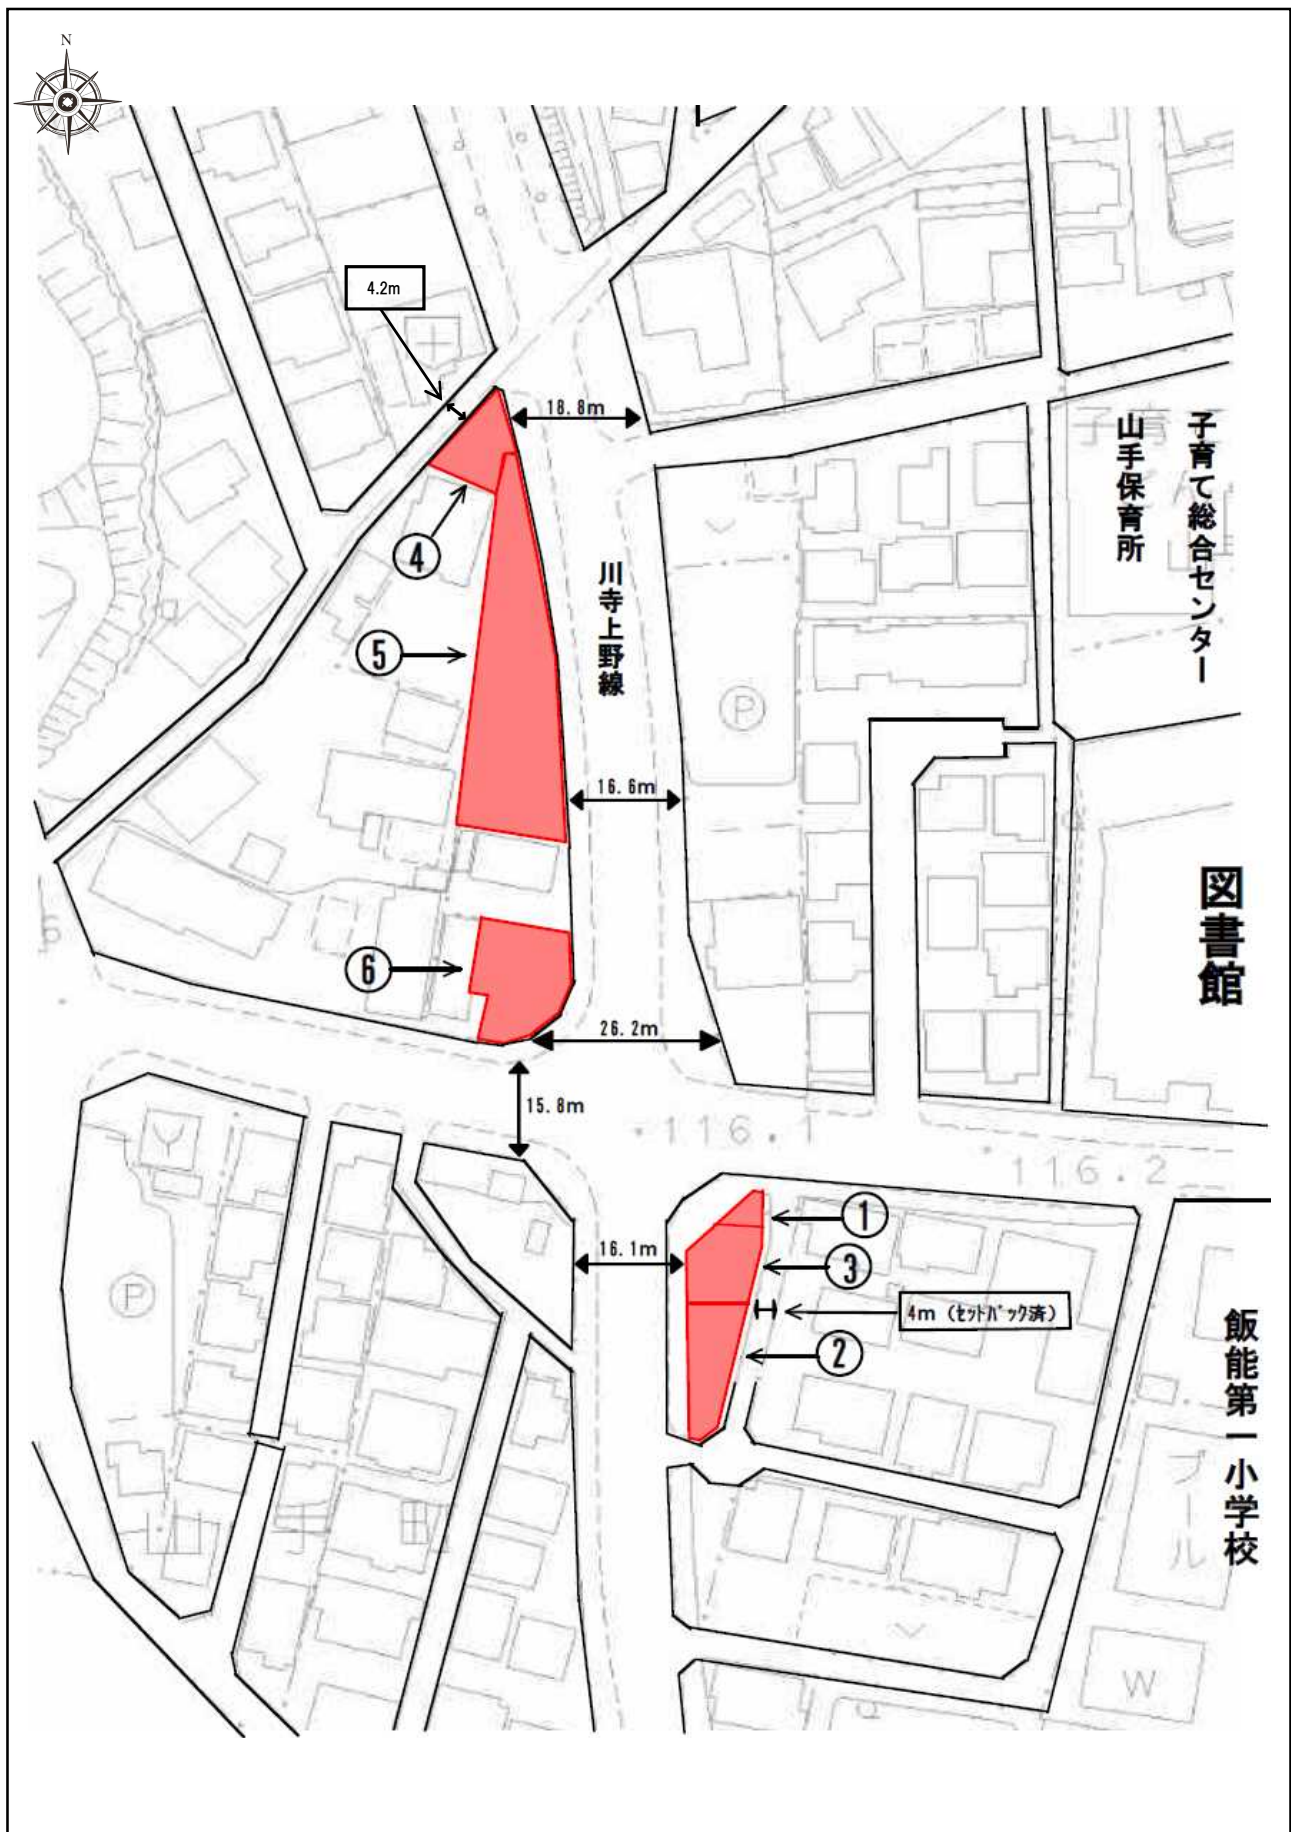 N
4.2m
18.8m
子育て総合センター
山手保育所
④
川寺上野線
⑤
P
16.6m
図書館
⑥
26.2m
15.8m
116.1
116.2
①
16.1m
③
4m (セットバック済)
P
②
飯能第一小学校
プール
W